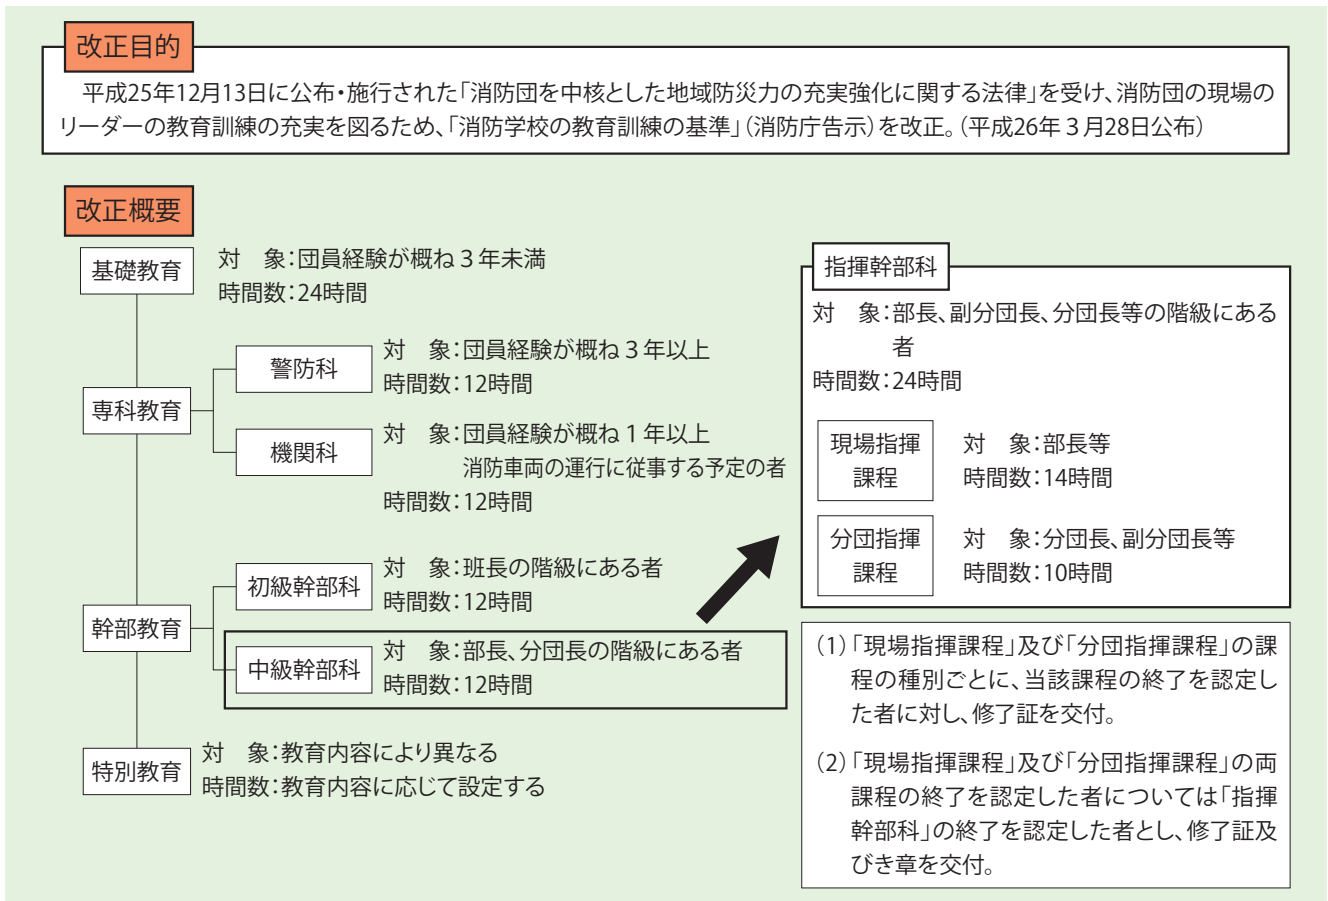 改正目的
平成25年12月13日に公布・施行された「消防団を中核とした地域防災力の充実強化に関する法律」を受け、消防団の現場の
リーダーの教育訓練の充実を図るため、「消防学校の教育訓練の基準」（消防庁告示）を改正。（平成26年３月28日公布）
改正概要
基礎教育
対　象：団員経験が概ね３年未満
時間数：24時間
専科教育
警防科
対　象：団員経験が概ね３年以上
時間数：12時間
機関科
対　象：団員経験が概ね１年以上
消防車両の運行に従事する予定の者
時間数：12時間
幹部教育
初級幹部科
対　象：班長の階級にある者
時間数：12時間
中級幹部科
対　象：部長、分団長の階級にある者
時間数：12時間
特別教育
対　象：教育内容により異なる
時間数：教育内容に応じて設定する
指揮幹部科
対　象：部長、副分団長、分団長等の階級にある
者
時間数：24時間
現場指揮
課程
対　象：部長等
時間数：14時間
分団指揮
課程
対　象：分団長、副分団長等
時間数：10時間
（1）「現場指揮課程」及び「分団指揮課程」の課
程の種別ごとに、当該課程の終了を認定し
た者に対し、修了証を交付。
（2）「現場指揮課程」及び「分団指揮課程」の両
課程の終了を認定した者については「指揮
幹部科」の終了を認定した者とし、修了証及
びき章を交付。